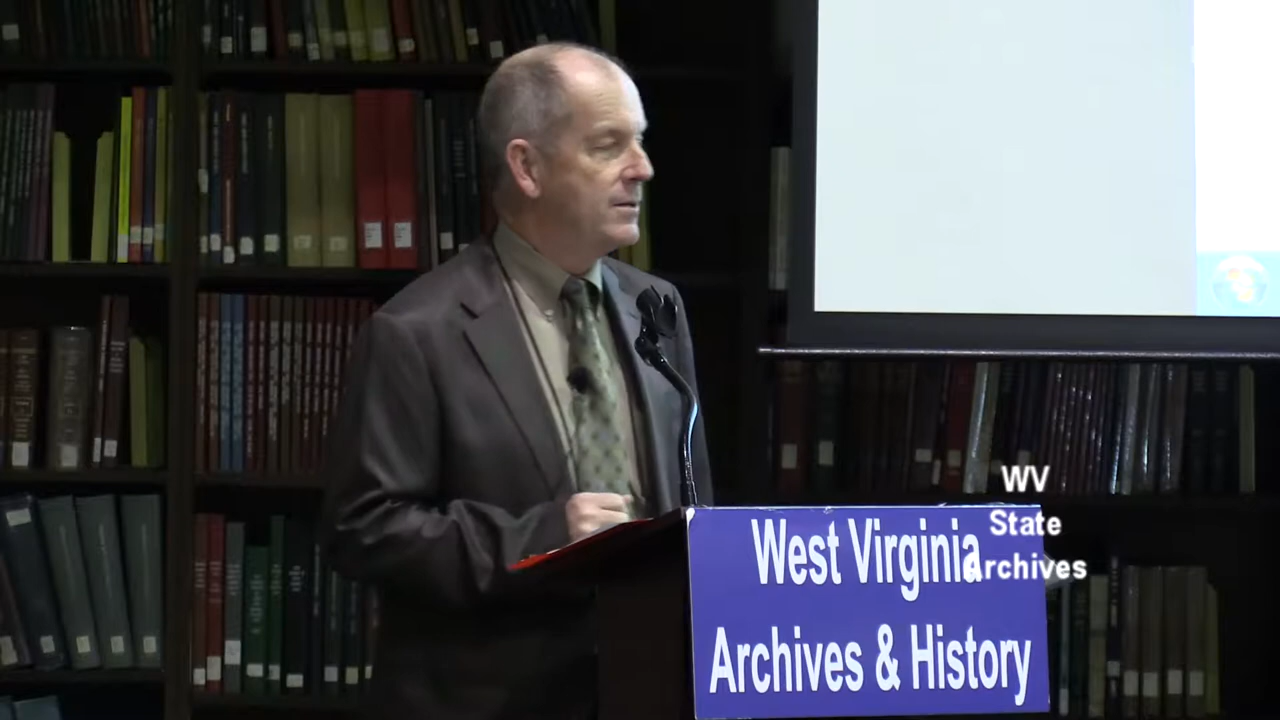 West Virginia
Archives & History
WV
State
Archives